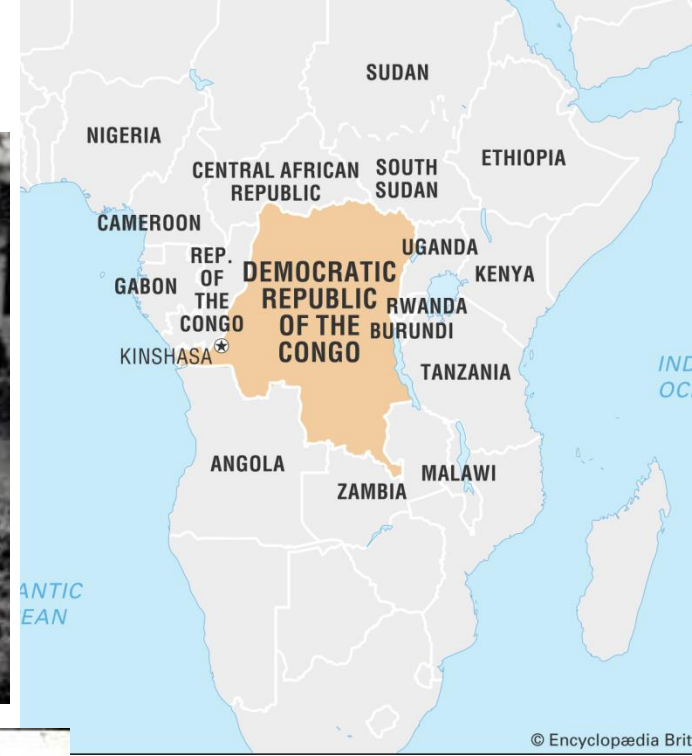 SUDAN
NIGERIA
ETHIOPIA
CENTRAL AFRICAN
REPUBLIC
SOUTH
SUDAN
CAMEROON
UGANDA
REP.
OF
THE
CONGO
GABON
DEMOCRATIC
REPUBLIC
OF THE
CONGO
KENYA
RWANDA
BURUNDI
KINSHASA
TANZANIA
IND
OC
ANGOLA
MALAWI
ZAMBIA
ANTIC
EAN
© Encyclopædia Brit